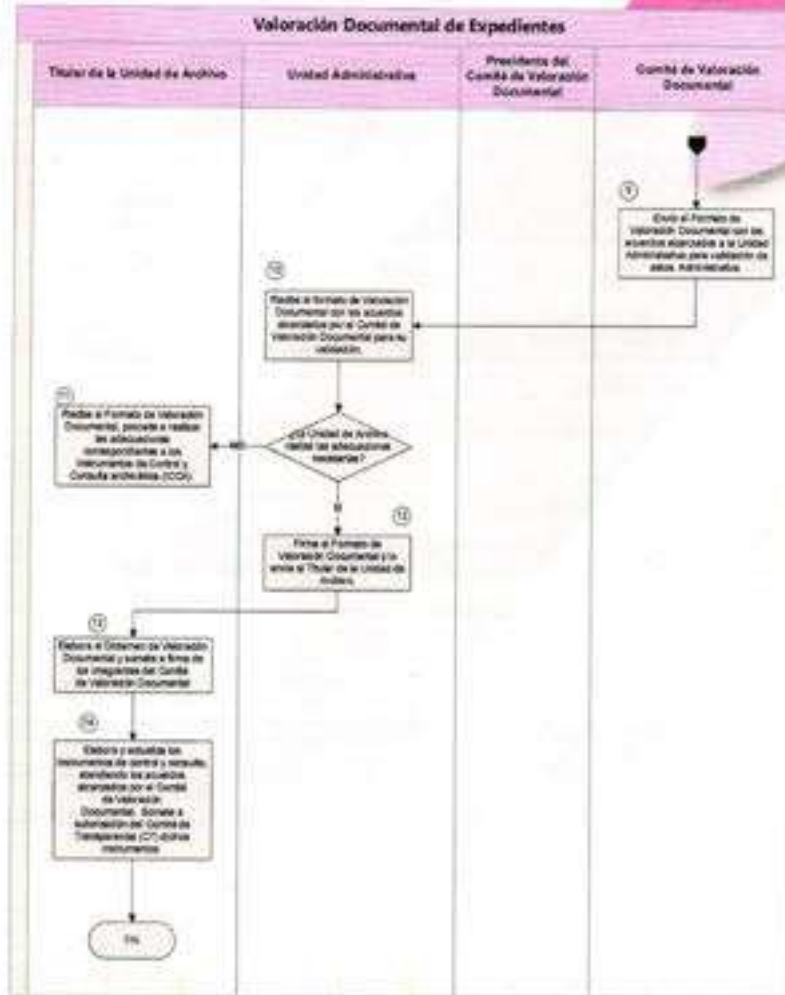 Valoración Documental de Expedientes
Titular de la Unidad de Archivo
Unidad Administrativa
Presidente del
Comité de Valoración
Documental
Comité de Valoración
Documental
9
Envía el Formato de
Valoración Documental con los
acuerdos alcanzados a la Unidad
Administrativa para validación de
datos. Administrativa
10
Recibe el formato de Valoración
Documental con los acuerdos
alcanzados por el Comité de
Valoración Documental para su
validación.
11
Recibe el Formato de Valoración
Documental, procede a realizar
las adecuaciones
correspondientes a los
Instrumentos de Control y
Consulta archivística (ICCA).
NO
¿La Unidad de Archivo
realizó las adecuaciones
necesarias?
SI
12
Firma el Formato de
Valoración Documental y lo
envía al Titular de la Unidad de
Archivo.
13
Elabora el Dictamen de Valoración
Documental y somete a firma de
los integrantes del Comité
de Valoración Documental
14
Elabora y actualiza los
instrumentos de control y consulta,
atendiendo los acuerdos
alcanzados por el Comité
de Valoración
Documental. Somete a
autorización del Comité de
Transparencia (CT) dichos
instrumentos
Fin